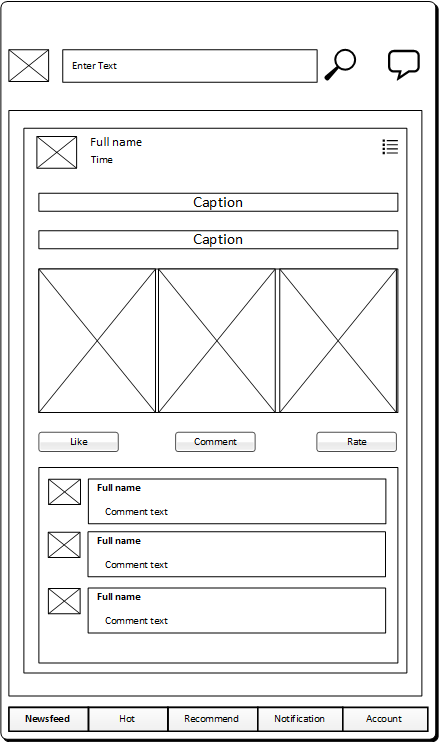 Enter Text
Full name
Time
Caption
Caption
Like Comment Rate
Full name
Comment text
Full name
Comment text
Full name
Comment text
Newsfeed Hot Recommend Notification Account